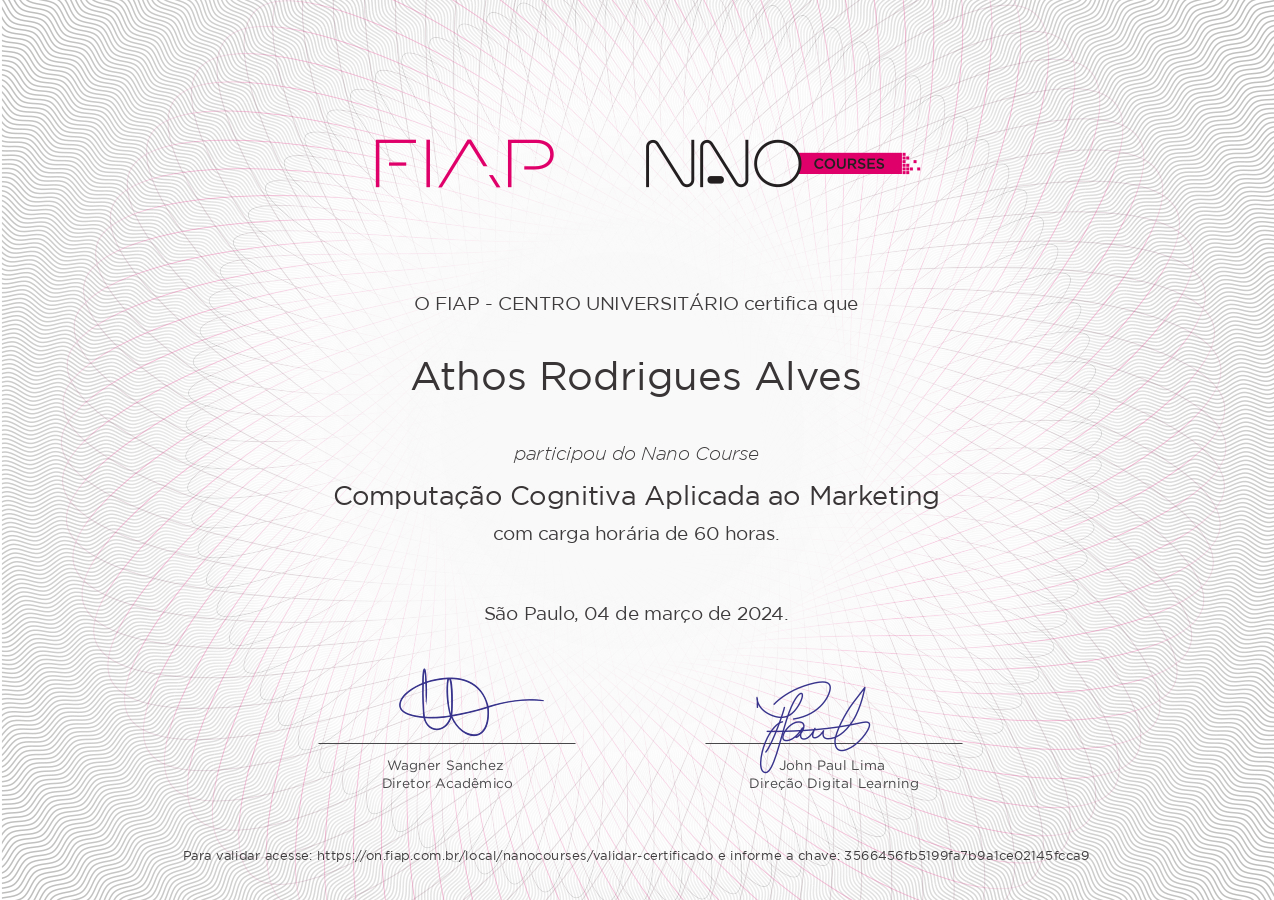 FIAP NANO COURSES
O FIAP - CENTRO UNIVERSITÁRIO certifica que
Athos Rodrigues Alves
participou do Nano Course
Computação Cognitiva Aplicada ao Marketing
com carga horária de 60 horas.
São Paulo, 04 de março de 2024.
Wagner Sanchez
Diretor Acadêmico
John Paul Lima
Direção Digital Learning
Para validar acesse: https://on.fiap.com.br/local/nanocourses/validar-certificado e informe a chave: 3566456fb5199fa7b9a1ce02145fcca9